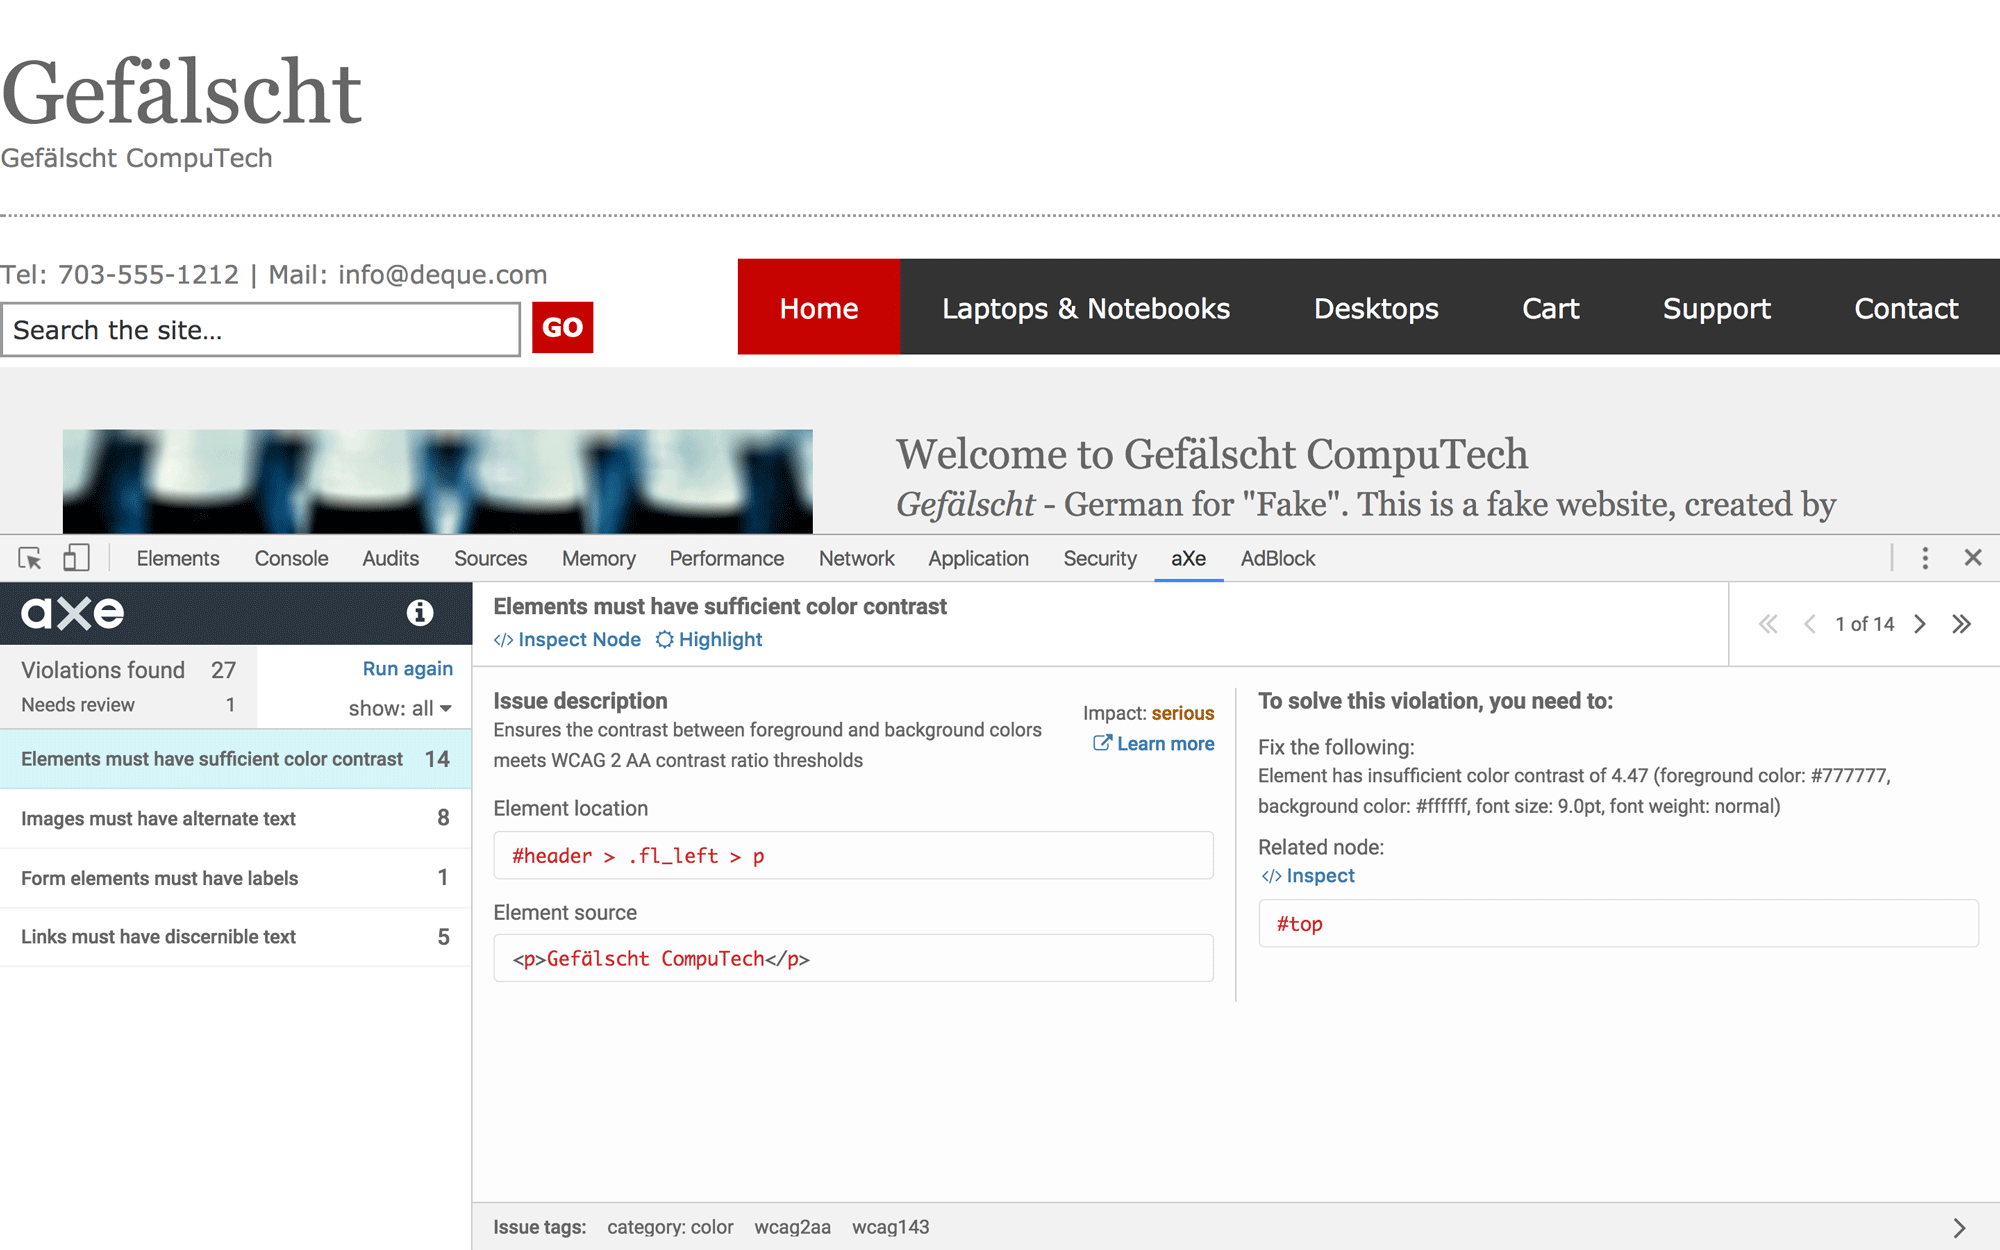 Gefälscht
Gefälscht CompuTech
Tel: 703-555-1212 | Mail: info@deque.com
Search the site...
GO
Home Laptops & Notebooks Desktops Cart Support Contact
Welcome to Gefälscht CompuTech
Gefälscht - German for "Fake". This is a fake website, created by
Elements Console Audits Sources Memory Performance Network Application Security aXe AdBlock
axe
Violations found 27
Needs review 1
Run again
show: all
Elements must have sufficient color contrast 14
Images must have alternate text 8
Form elements must have labels 1
Links must have discernible text 5
Elements must have sufficient color contrast
</> Inspect Node Highlight
1 of 14
Issue description
Ensures the contrast between foreground and background colors
meets WCAG 2 AA contrast ratio thresholds
Impact: serious
Learn more
Element location
#header > .fl_left > p
Element source
<p>Gefälscht CompuTech</p>
To solve this violation, you need to:
Fix the following:
Element has insufficient color contrast of 4.47 (foreground color: #777777,
background color: #ffffff, font size: 9.0pt, font weight: normal)
Related node:
</> Inspect
#top
Issue tags: category: color wcag2aa wcag143